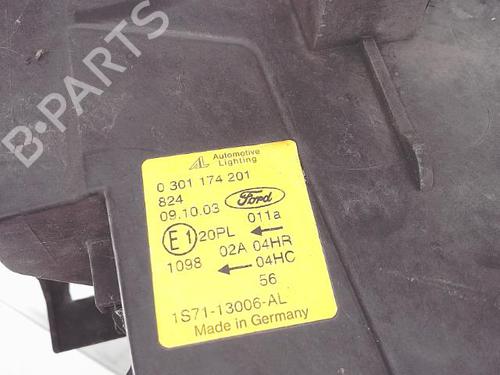 B-PARTS
AL Automotive
Lighting
0 301 174 201
824 Ford
09.10.03 011a
E1 20PL
02A 04HR
1098 04HC
56
1S71-13006-AL
Made in Germany